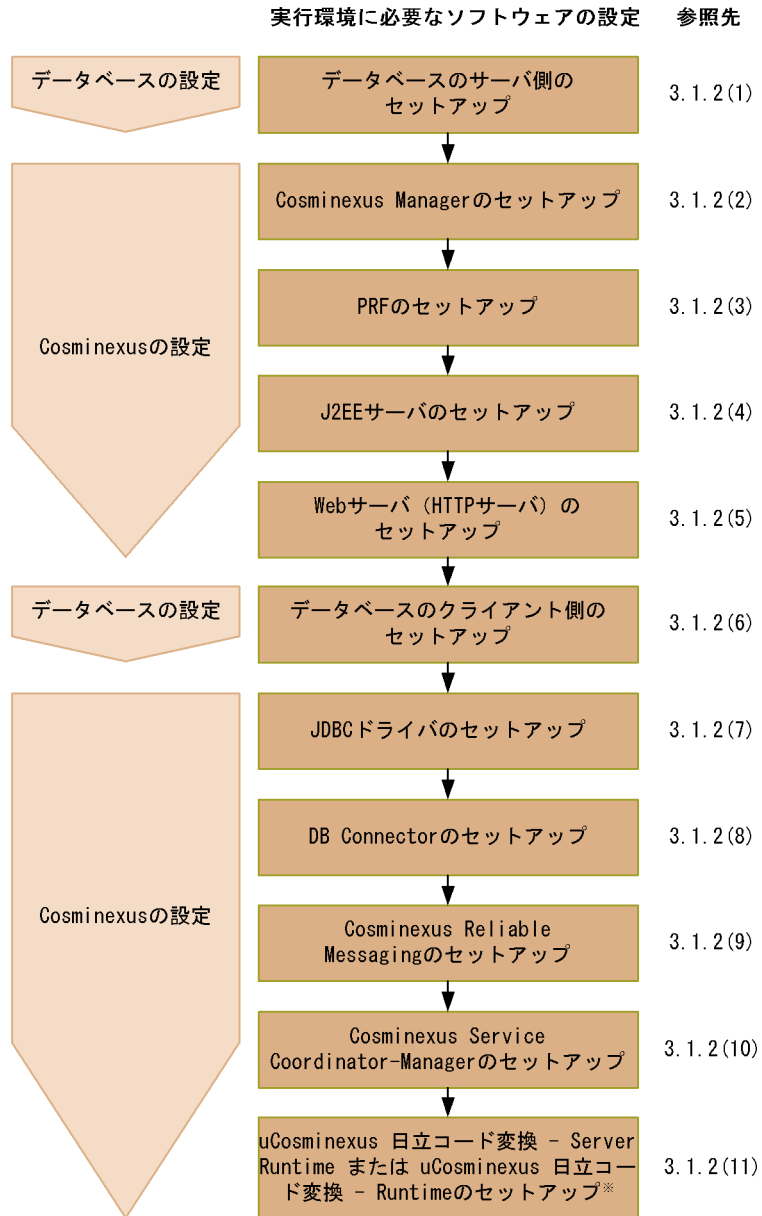 実行環境に必要なソフトウェアの設定 参照先
データベースの設定
データベースのサーバ側の
セットアップ
3.1.2(1)
Cosminexusの設定
Cosminexus Managerのセットアップ
3.1.2(2)
PRFのセットアップ
3.1.2(3)
J2EEサーバのセットアップ
3.1.2(4)
Webサーバ（HTTPサーバ）の
セットアップ
3.1.2(5)
データベースの設定
データベースのクライアント側の
セットアップ
3.1.2(6)
Cosminexusの設定
JDBCドライバのセットアップ
3.1.2(7)
DB Connectorのセットアップ
3.1.2(8)
Cosminexus Reliable
Messagingのセットアップ
3.1.2(9)
Cosminexus Service
Coordinator-Managerのセットアップ
3.1.2(10)
uCosminexus 日立コード変換 － Server
Runtime または uCosminexus 日立コー
ド変換 － Runtimeのセットアップ※
3.1.2(11)